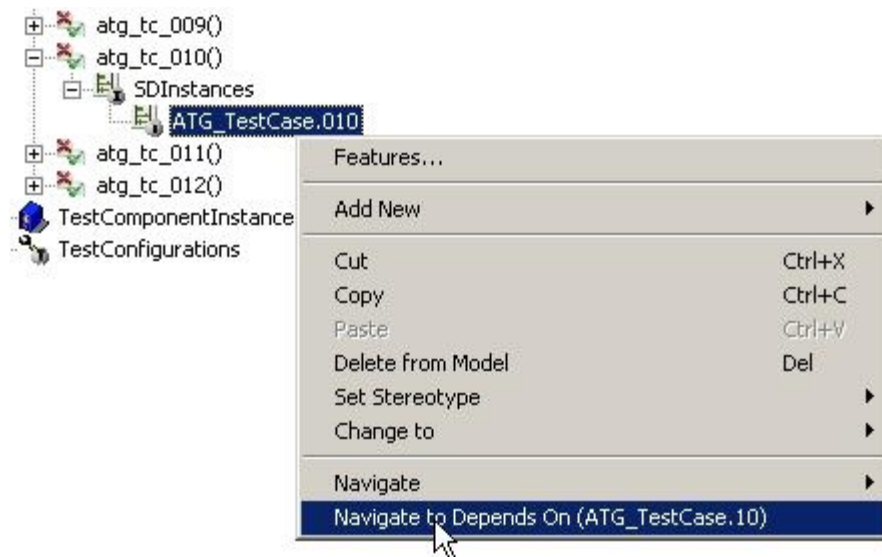 atg_tc_009()
atg_tc_010()
SDInstances
ATG_TestCase.010
atg_tc_011()
atg_tc_012()
TestComponentInstance
TestConfigurations
Features...
Add New
Cut Ctrl+X
Copy Ctrl+C
Paste Ctrl+V
Delete from Model Del
Set Stereotype
Change to
Navigate
Navigate to Depends On (ATG_TestCase.10)